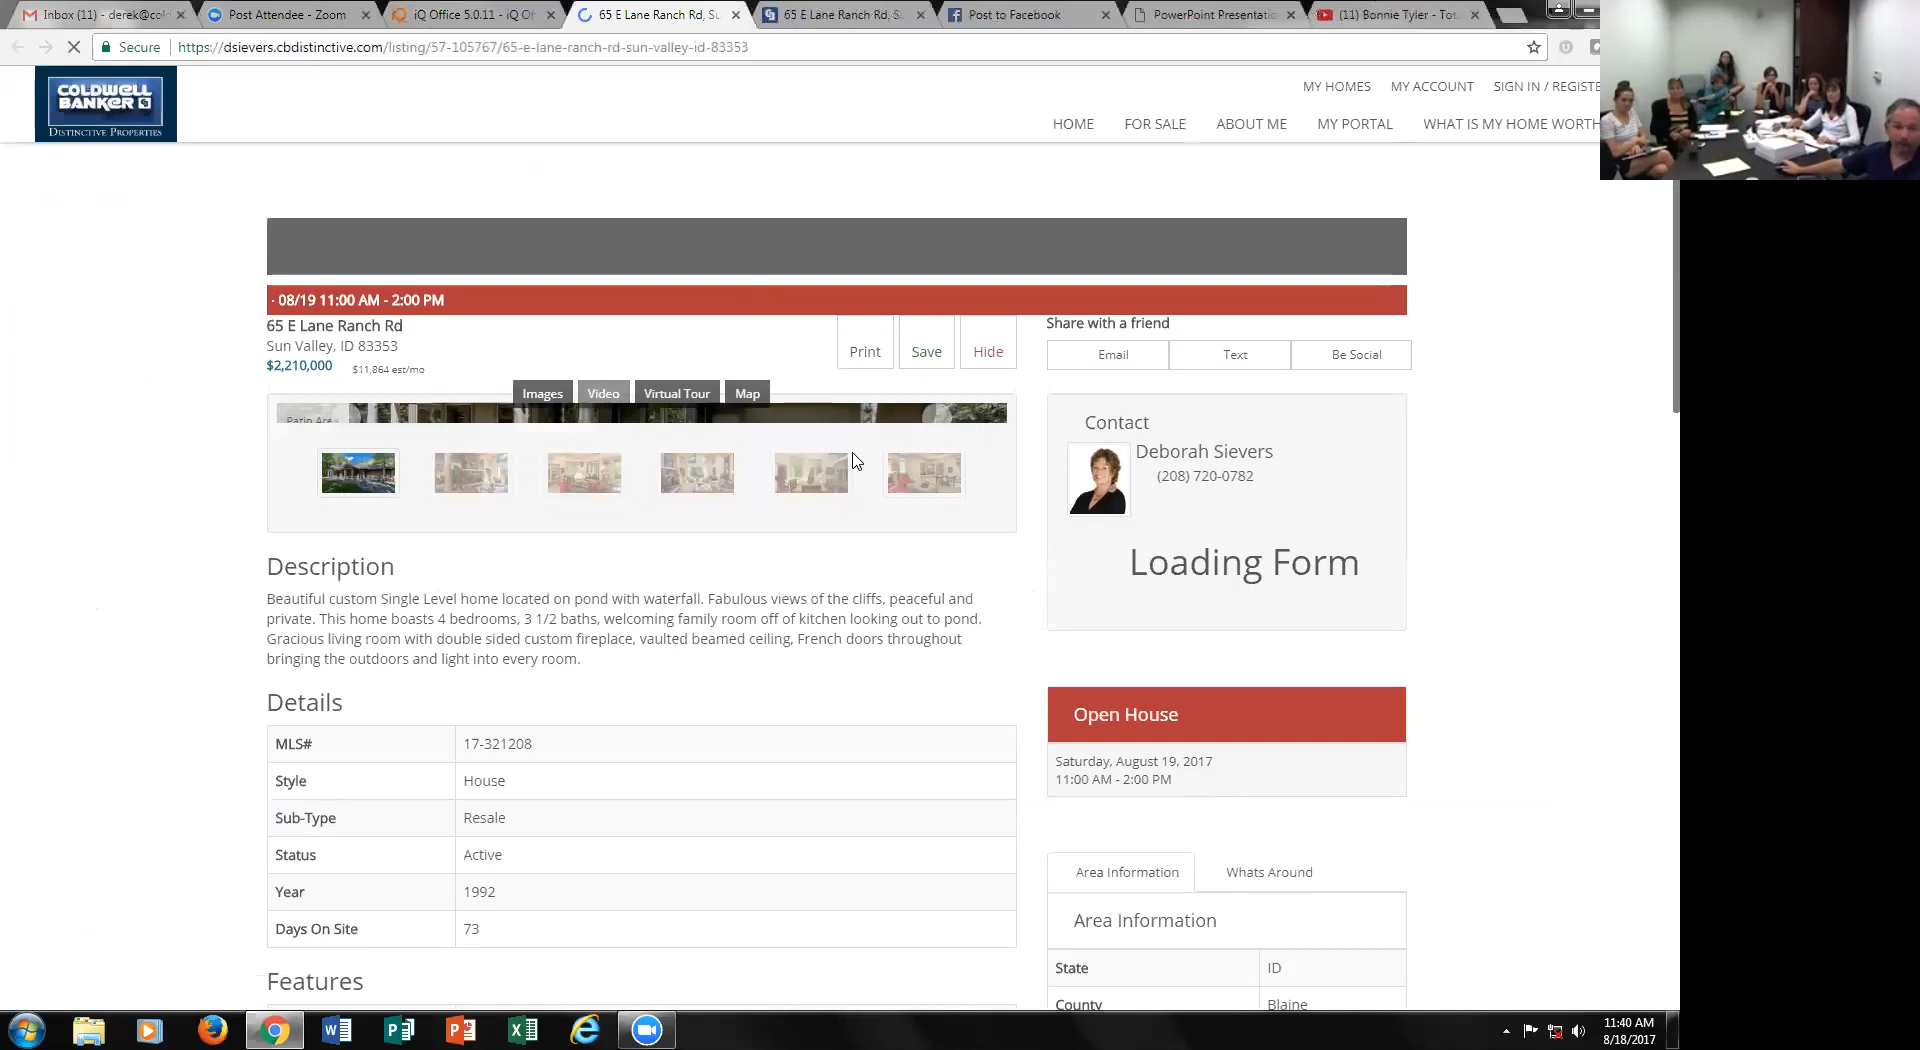 Inbox (11) - derek@col
Post Attendee - Zoom
iQ Office 5.0.11 - iQ O
65 E Lane Ranch Rd, Su
65 E Lane Ranch Rd, S
Post to Facebook
PowerPoint Presentatio
(11) Bonnie Tyler - Tot
Secure
https://dsievers.cbdistinctive.com/listing/57-105767/65-e-lane-ranch-rd-sun-valley-id-83353
COLDWELL BANKER
DISTINCTIVE PROPERTIES
MY HOMES MY ACCOUNT SIGN IN / REGISTE
HOME FOR SALE ABOUT ME MY PORTAL WHAT IS MY HOME WORTH
· 08/19 11:00 AM - 2:00 PM
65 E Lane Ranch Rd
Sun Valley, ID 83353
$2,210,000 $11,864 est/mo
Print Save Hide
Share with a friend
Email Text Be Social
Images Video Virtual Tour Map
Patio Are
Contact
Deborah Sievers
(208) 720-0782
Loading Form
Description
Beautiful custom Single Level home located on pond with waterfall. Fabulous views of the cliffs, peaceful and
private. This home boasts 4 bedrooms, 3 1/2 baths, welcoming family room off of kitchen looking out to pond.
Gracious living room with double sided custom fireplace, vaulted beamed ceiling, French doors throughout
bringing the outdoors and light into every room.
Details
MLS# 17-321208
Style House
Sub-Type Resale
Status Active
Year 1992
Days On Site 73
Features
Open House
Saturday, August 19, 2017
11:00 AM - 2:00 PM
Area Information Whats Around
Area Information
State ID
County Blaine
11:40 AM
8/18/2017